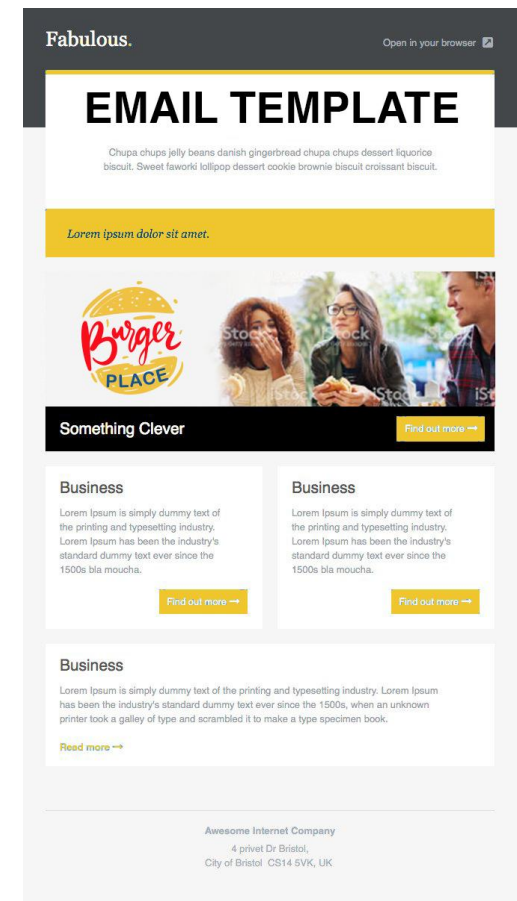 Fabulous.
Open in your browser
EMAIL TEMPLATE
Chupa chups jelly beans danish gingerbread chupa chups dessert liquorice
biscuit. Sweet faworki lollipop dessert cookie brownie biscuit croissant biscuit.
Lorem ipsum dolor sit amet.
Burger
PLACE
iStock
iStock
iStock
iSt
iSt
Something Clever
Find out more →
Business
Lorem Ipsum is simply dummy text of
the printing and typesetting industry.
Lorem Ipsum has been the industry's
standard dummy text ever since the
1500s bla moucha.
Find out more →
Business
Lorem Ipsum is simply dummy text of
the printing and typesetting industry.
Lorem Ipsum has been the industry's
standard dummy text ever since the
1500s bla moucha.
Find out more →
Business
Lorem Ipsum is simply dummy text of the printing and typesetting industry. Lorem Ipsum
has been the industry's standard dummy text ever since the 1500s, when an unknown
printer took a galley of type and scrambled it to make a type specimen book.
Read more →
Awesome Internet Company
4 privet Dr Bristol,
City of Bristol CS14 5VK, UK